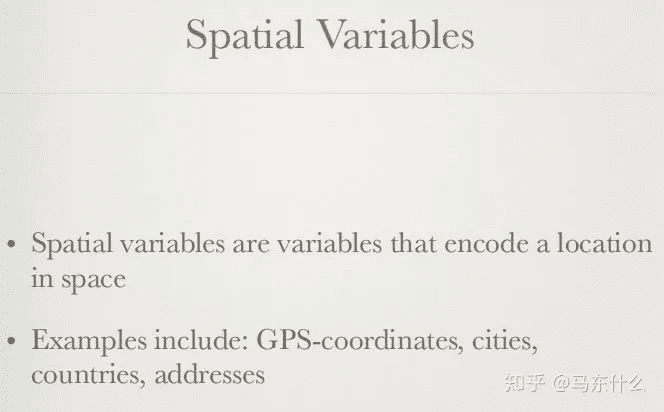 Spatial Variables
• Spatial variables are variables that encode a location
in space
• Examples include: GPS-coordinates, cities,
countries, addresses
知乎 @马东什么